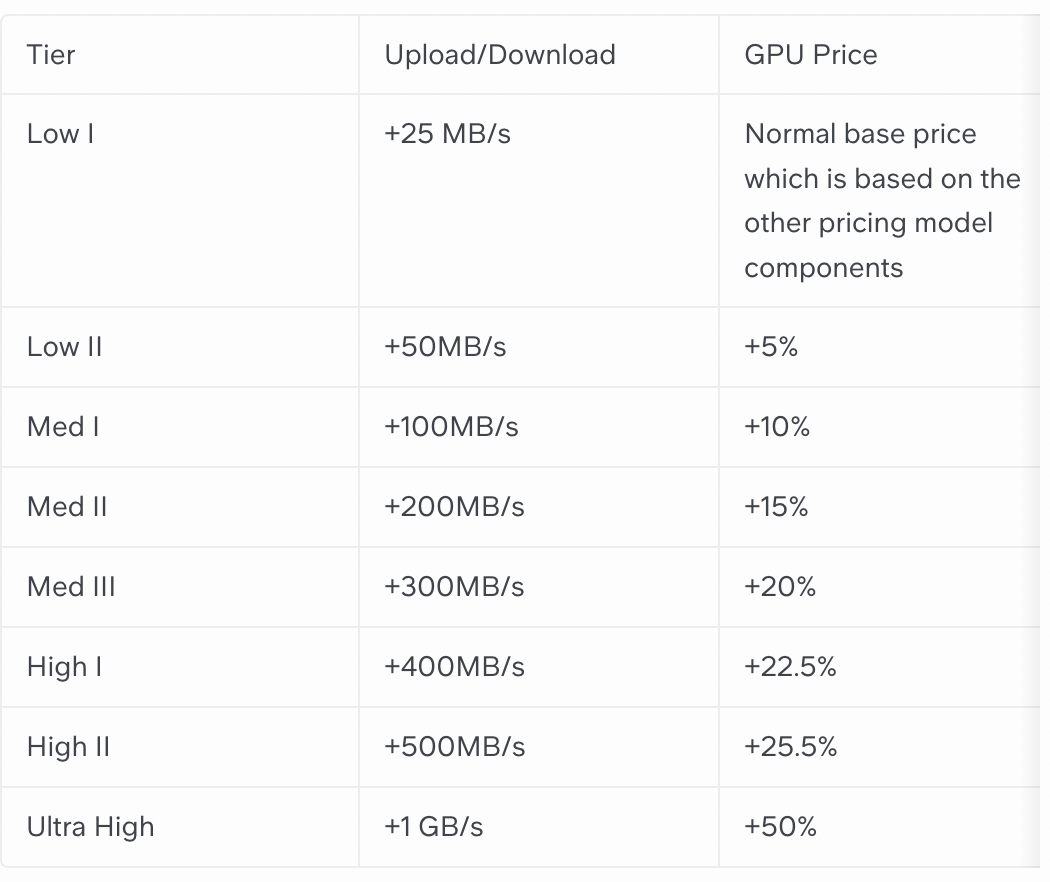 Tier Upload/Download GPU Price
Low I +25 MB/s Normal base price
which is based on the
other pricing model
components
Low II +50MB/s +5%
Med I +100MB/s +10%
Med II +200MB/s +15%
Med III +300MB/s +20%
High I +400MB/s +22.5%
High II +500MB/s +25.5%
Ultra High +1 GB/s +50%